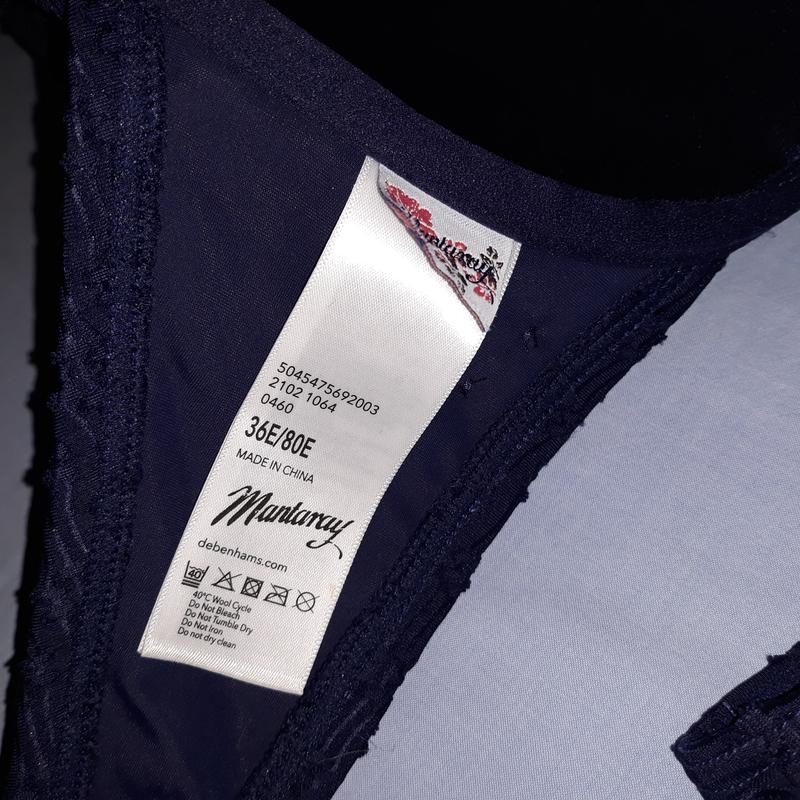 Mantaray
5045475692003
2102 1064
0460
36E/80E
MADE IN CHINA
Mantaray
debenhams.com
40
40°C Wool Cycle
Do Not Bleach
Do Not Tumble Dry
Do Not Iron
Do not dry clean